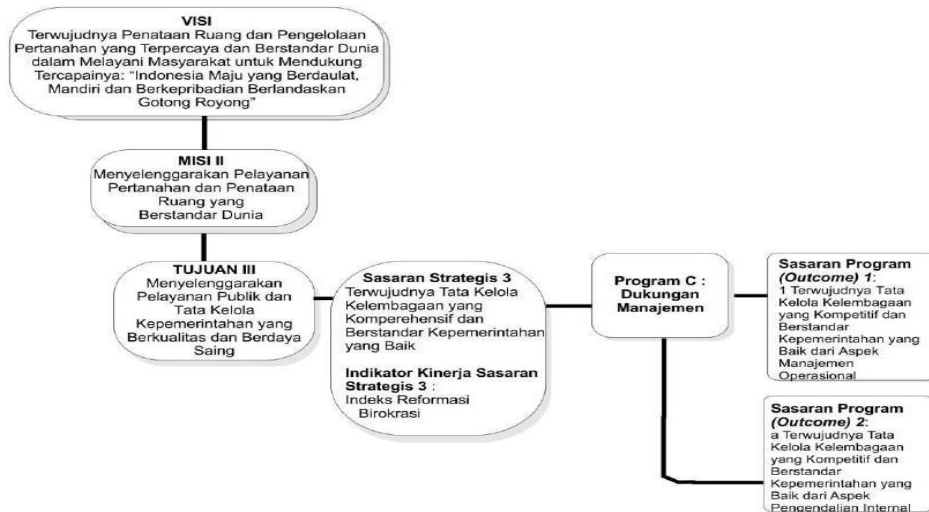 VISI
Terwujudnya Penataan Ruang dan Pengelolaan
Pertanahan yang Terpercaya dan Berstandar Dunia
dalam Melayani Masyarakat untuk Mendukung
Tercapainya: “Indonesia Maju yang Berdaulat,
Mandiri dan Berkepribadian Berlandaskan
Gotong Royong”
MISI II
Menyelenggarakan Pelayanan
Pertanahan dan Penataan
Ruang yang
Berstandar Dunia
TUJUAN III
Menyelenggarakan
Pelayanan Publik dan
Tata Kelola
Kepemerintahan yang
Berkualitas dan Berdaya
Saing
Sasaran Strategis 3
Terwujudnya Tata Kelola
Kelembagaan yang
Komperehensif dan
Berstandar Kepemerintahan
yang Baik
Indikator Kinerja Sasaran
Strategis 3 :
Indeks Reformasi
Birokrasi
Program C :
Dukungan
Manajemen
Sasaran Program
(Outcome) 1:
1 Terwujudnya Tata
Kelola Kelembagaan
yang Kompetitif dan
Berstandar
Kepemerintahan yang
Baik dari Aspek
Manajemen
Operasional
Sasaran Program
(Outcome) 2:
a Terwujudnya Tata
Kelola Kelembagaan
yang Kompetitif dan
Berstandar
Kepemerintahan yang
Baik dari Aspek
Pengendalian Internal